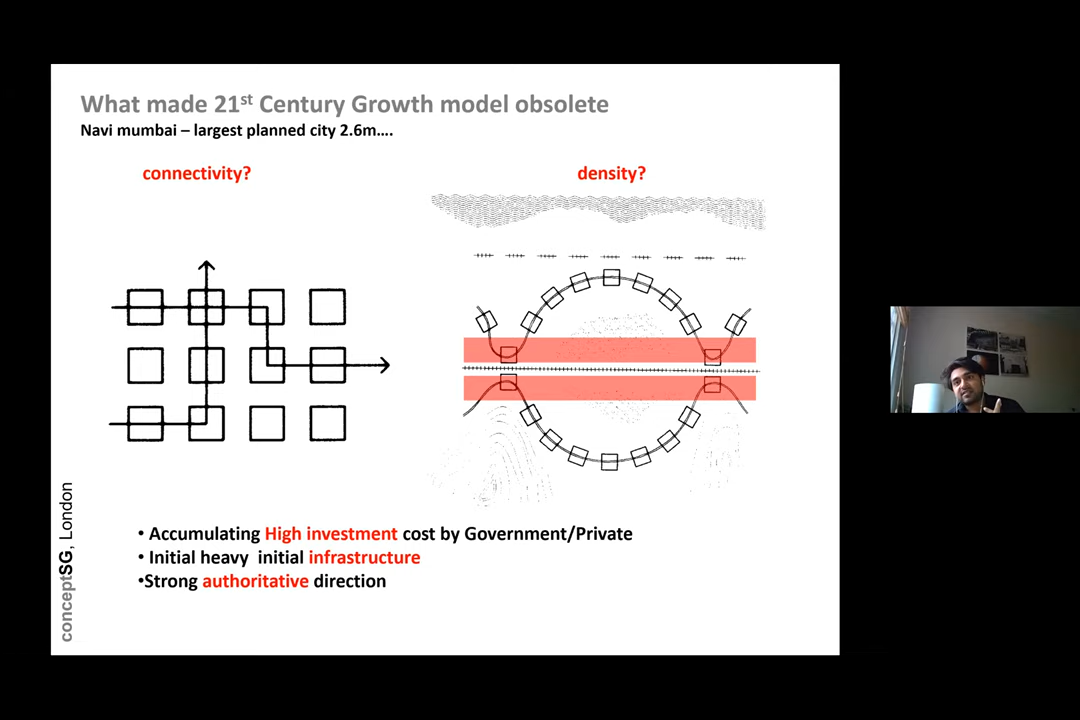 What made 21st Century Growth model obsolete
Navi mumbai – largest planned city 2.6m....
connectivity?
density?
• Accumulating High investment cost by Government/Private
• Initial heavy initial infrastructure
•Strong authoritative direction
conceptSG, London